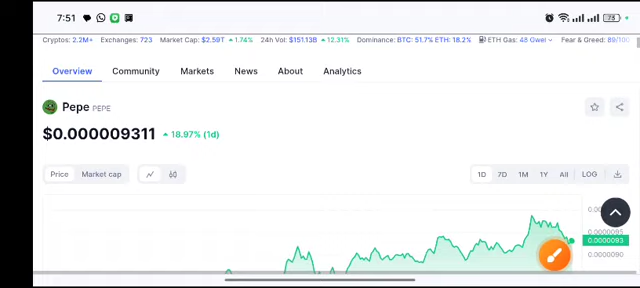 7:51
78
Cryptos: 2.2M+ Exchanges: 723 Market Cap: $2.59T 1.74% 24h Vol: $151.13B 12.31% Dominance: BTC: 51.7% ETH: 18.2% ETH Gas: 48 Gwei Fear & Greed: 89/100
Overview Community Markets News About Analytics
Pepe PEPE
$0.000009311 18.97% (1d)
Price Market cap 1D 7D 1M 1Y All LOG
0.0000095
0.0000093
0.0000090